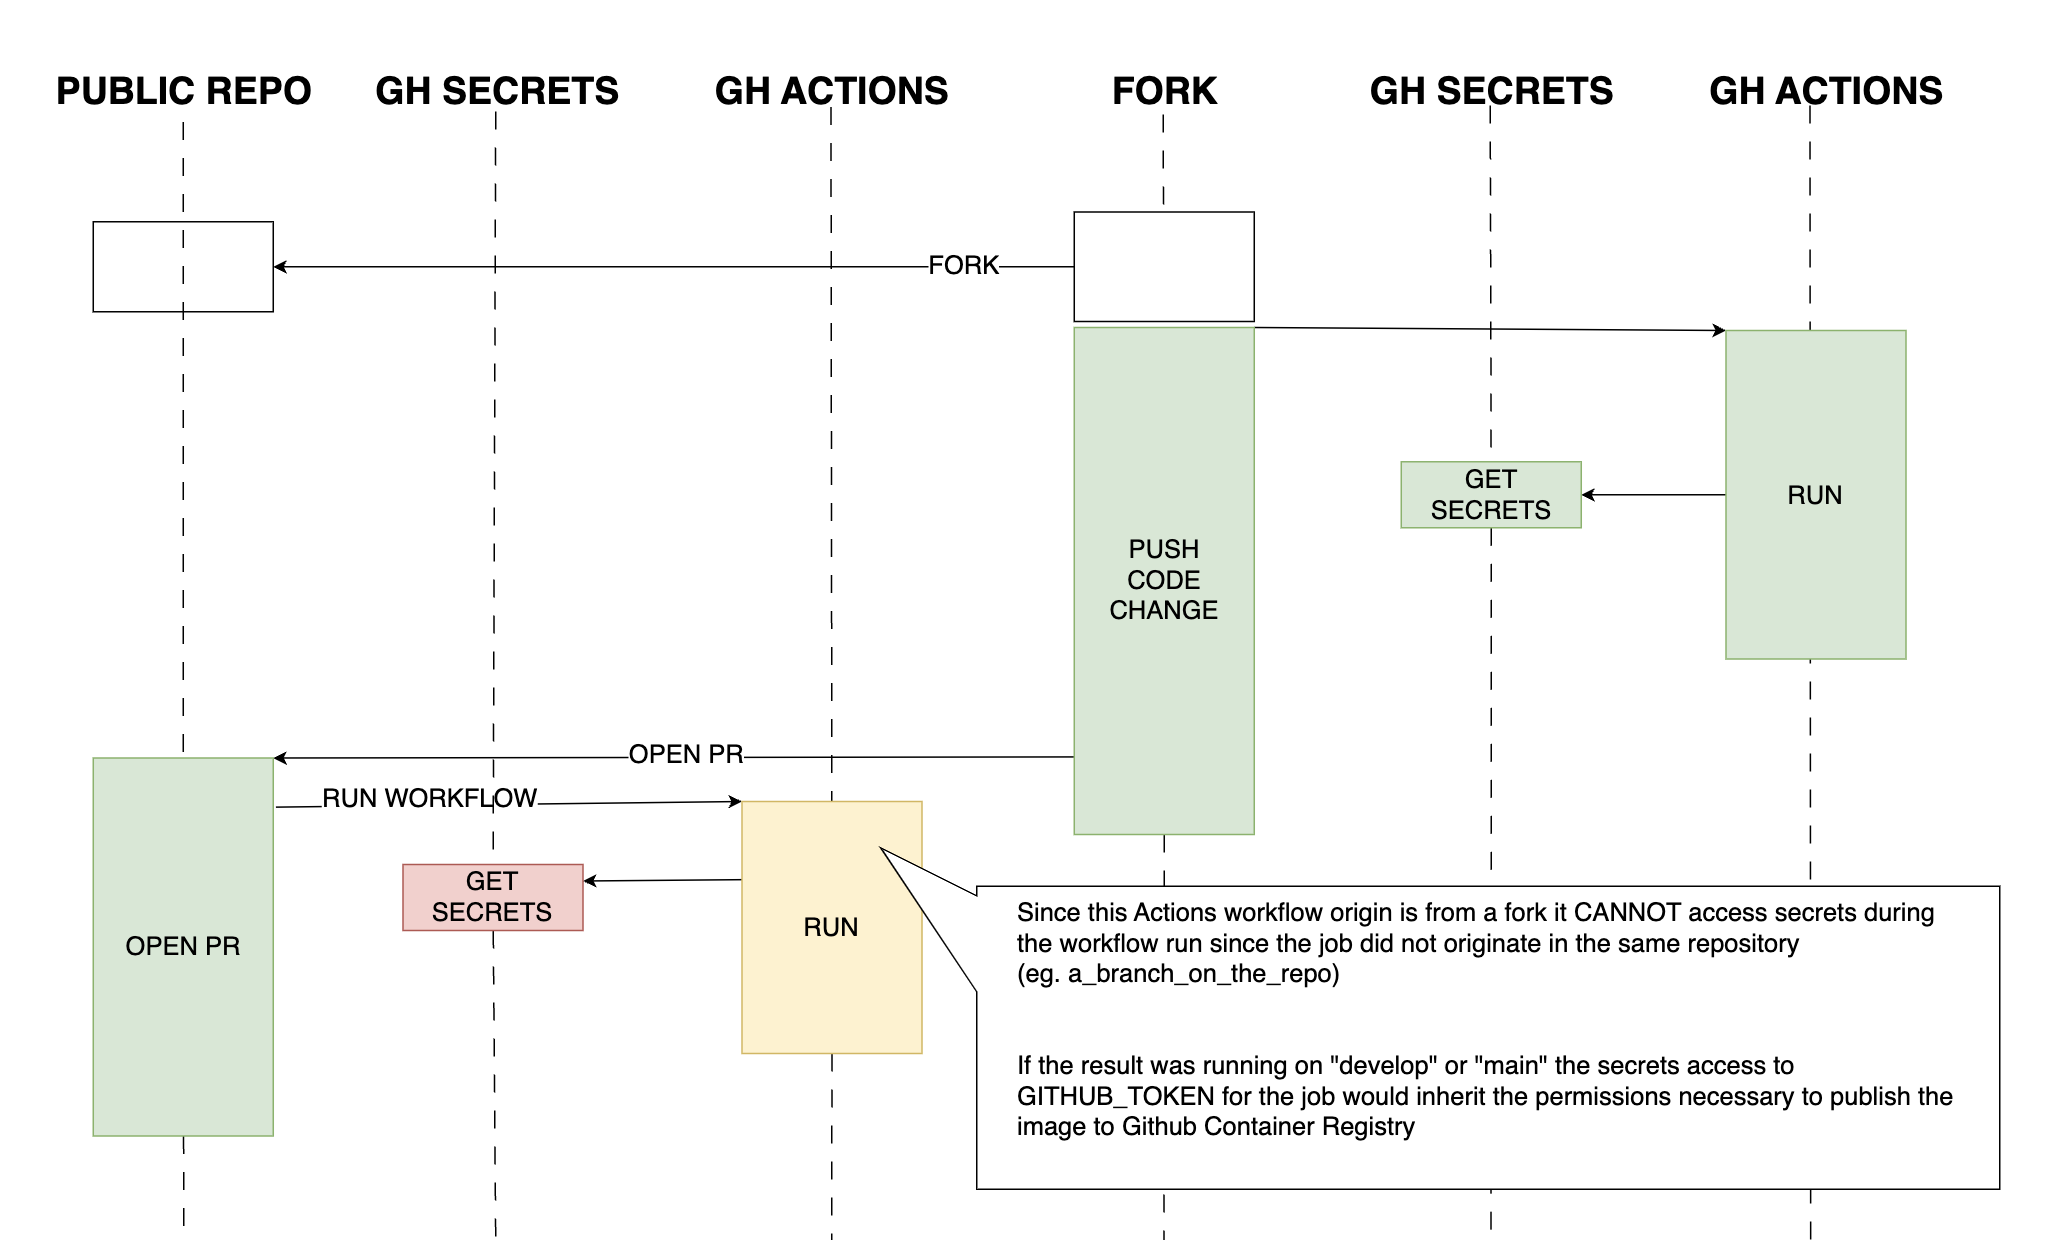 PUBLIC REPO
GH SECRETS
GH ACTIONS
FORK
GH SECRETS
GH ACTIONS
FORK
GET
SECRETS
RUN
PUSH
CODE
CHANGE
OPEN PR
RUN WORKFLOW
GET
SECRETS
RUN
OPEN PR
Since this Actions workflow origin is from a fork it CANNOT access secrets during
the workflow run since the job did not originate in the same repository
(eg. a_branch_on_the_repo)
If the result was running on "develop" or "main" the secrets access to
GITHUB_TOKEN for the job would inherit the permissions necessary to publish the
image to Github Container Registry